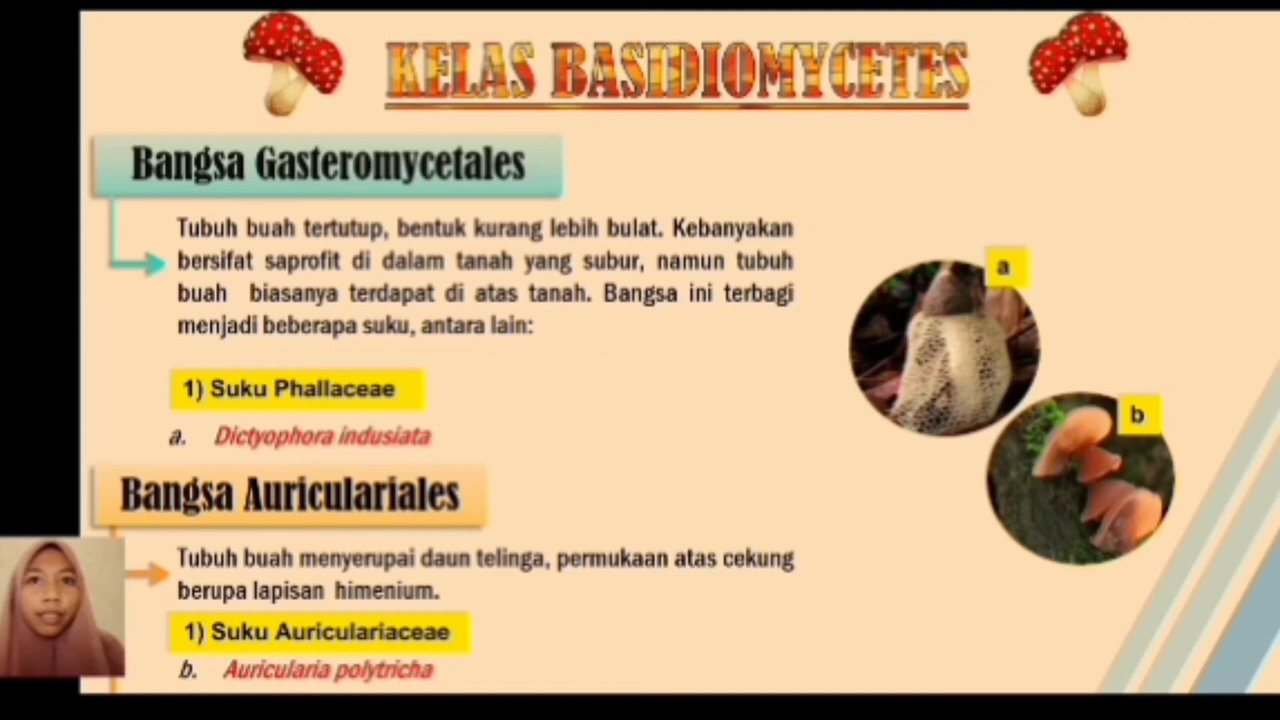 KELAS BASIDIOMYCETES
Bangsa Gasteromycetales
Tubuh buah tertutup, bentuk kurang lebih bulat. Kebanyakan
bersifat saprofit di dalam tanah yang subur, namun tubuh
buah biasanya terdapat di atas tanah. Bangsa ini terbagi
menjadi beberapa suku, antara lain:
a
1) Suku Phallaceae
b
a. Dictyophora indusiata
Bangsa Auriculariales
Tubuh buah menyerupai daun telinga, permukaan atas cekung
berupa lapisan himenium.
1) Suku Auriculariaceae
b. Auricularia polytricha